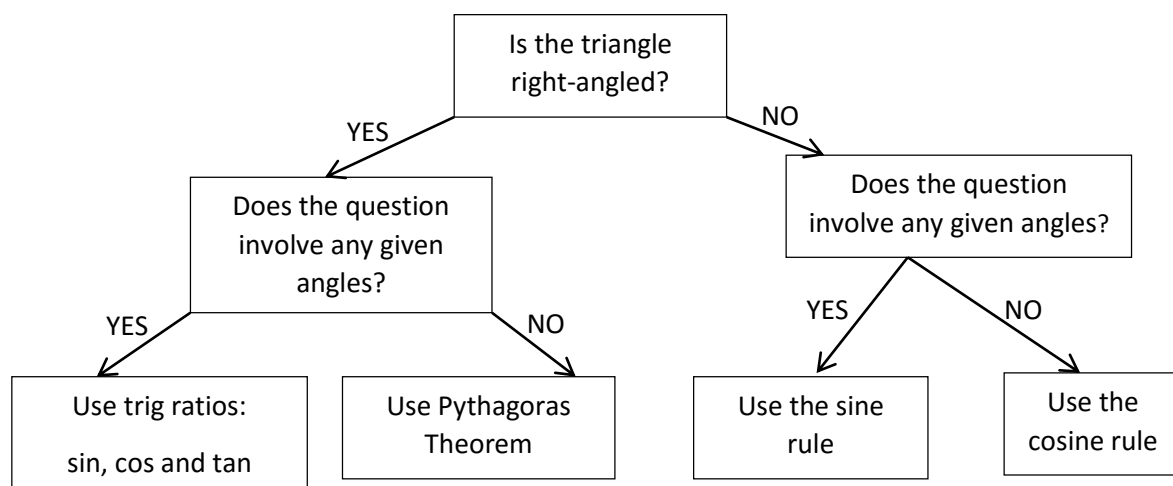 Is the triangle
right-angled?
YES
NO
Does the question
involve any given
angles?
Does the question
involve any given angles?
YES
NO
YES
NO
Use trig ratios:
sin, cos and tan
Use Pythagoras
Theorem
Use the sine
rule
Use the
cosine rule